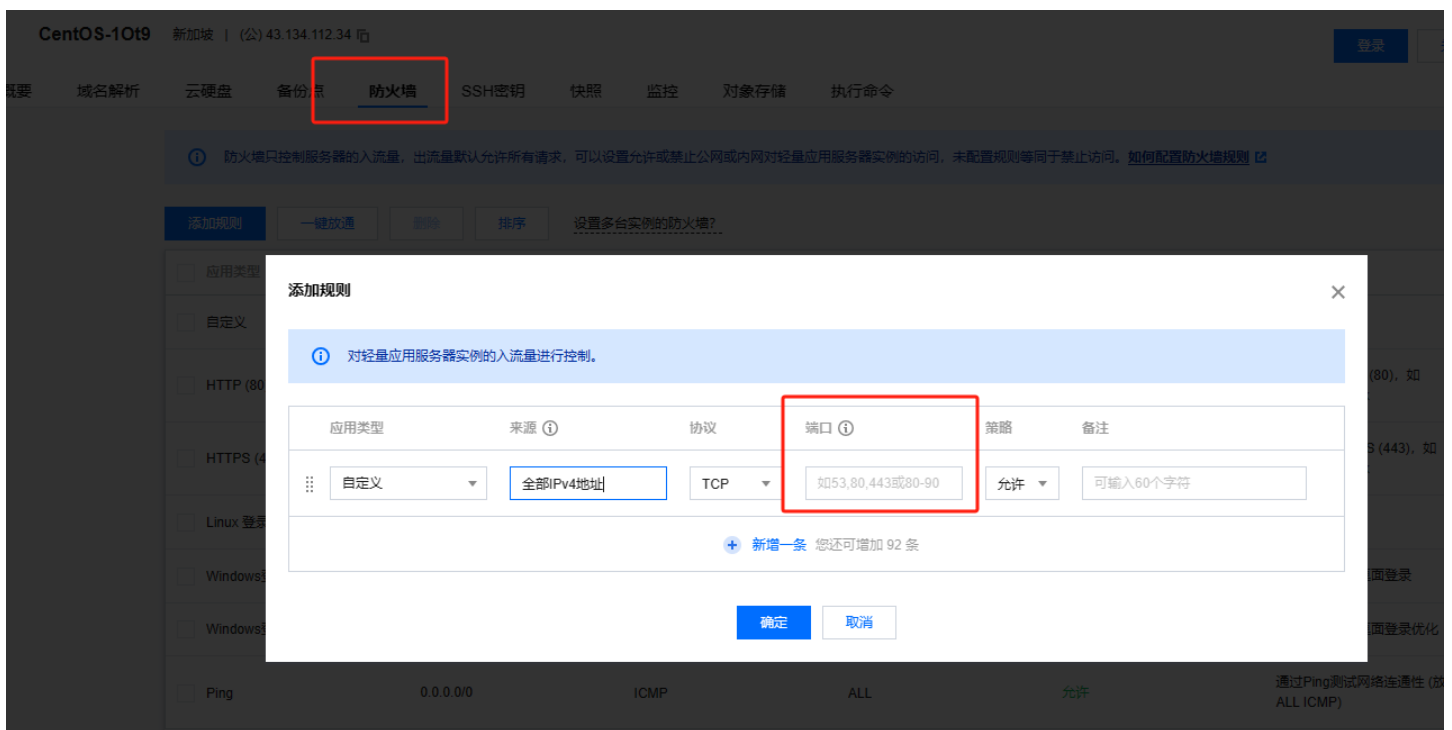 CentOS-1Ot9 新加坡 | (公) 43.134.112.34
登录
概要 域名解析 云硬盘 备份点 防火墙 SSH密钥 快照 监控 对象存储 执行命令
防火墙只控制服务器的入流量，出流量默认允许所有请求，可以设置允许或禁止公网或内网对轻量应用服务器实例的访问，未配置规则等同于禁止访问。如何配置防火墙规则
添加规则 一键放通 删除 排序 设置多台实例的防火墙?
应用类型
添加规则
自定义
对轻量应用服务器实例的入流量进行控制。
HTTP (80 (80)，如
应用类型 来源 协议 端口 策略 备注
HTTPS (4 S (443)，如
自定义 全部IPv4地址 TCP 如53,80,443或80-90 允许 可输入60个字符
Linux 登录
新增一条 您还可增加 92 条
Windows 面登录
确定 取消
Windows 面登录优化
Ping 0.0.0.0/0 ICMP ALL 允许 通过Ping测试网络连通性 (放
ALL ICMP)